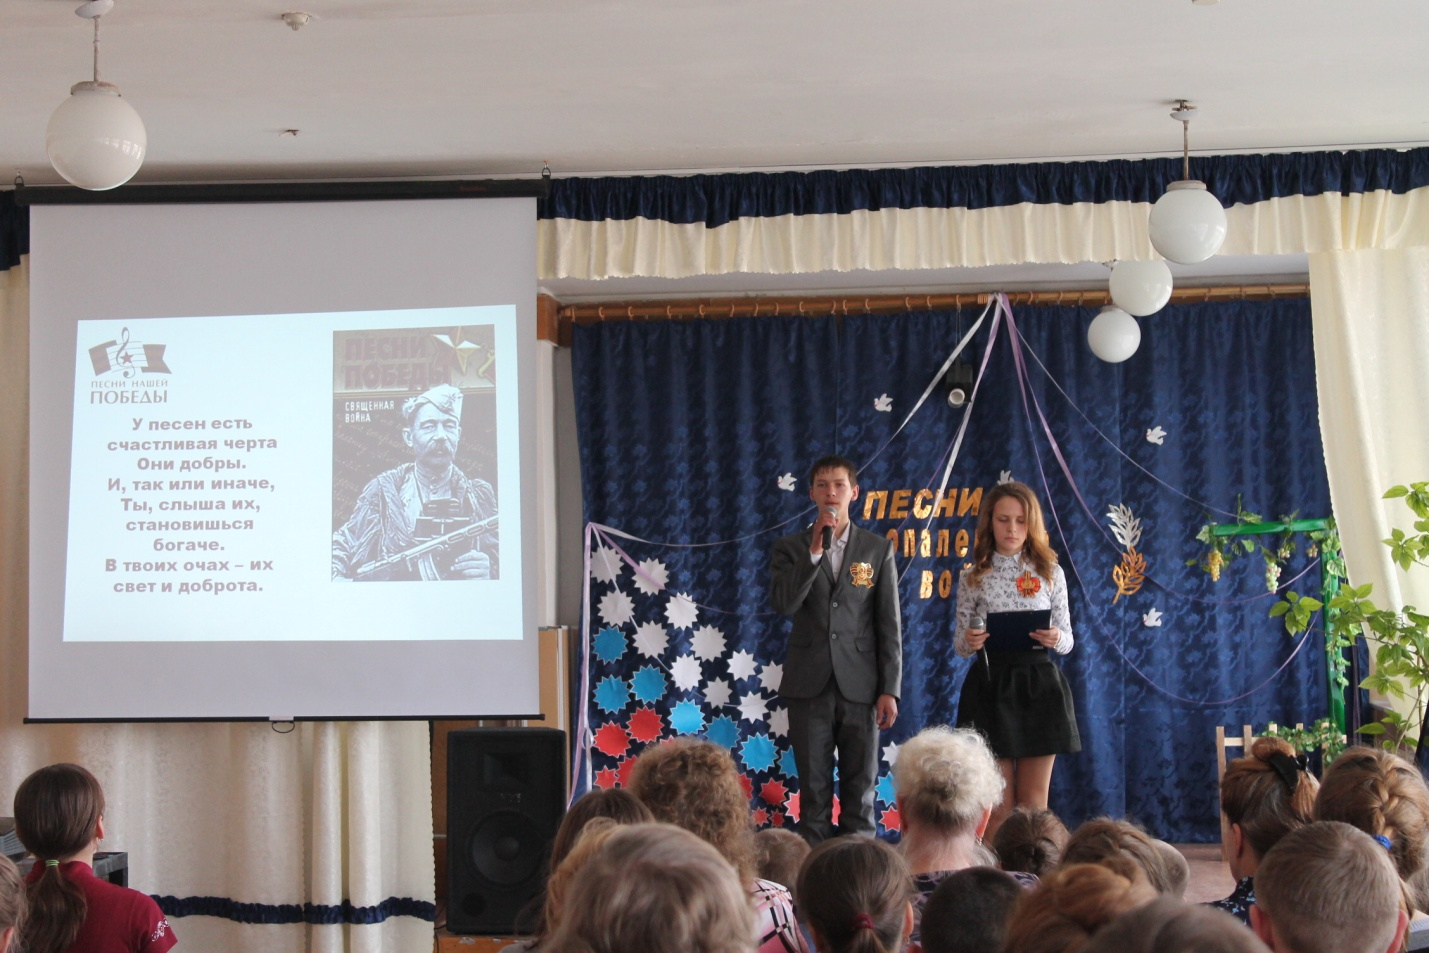 ПЕСНИ НАШЕЙ
ПОБЕДЫ
У песен есть
счастливая черта
Они добры.
И, так или иначе,
Ты, слыша их,
становишься
богаче.
В твоих очах – их
свет и доброта.
ПЕСНИ
ПОБЕДЫ
СВЯЩЕННАЯ
ВОЙНА
ПЕСНИ